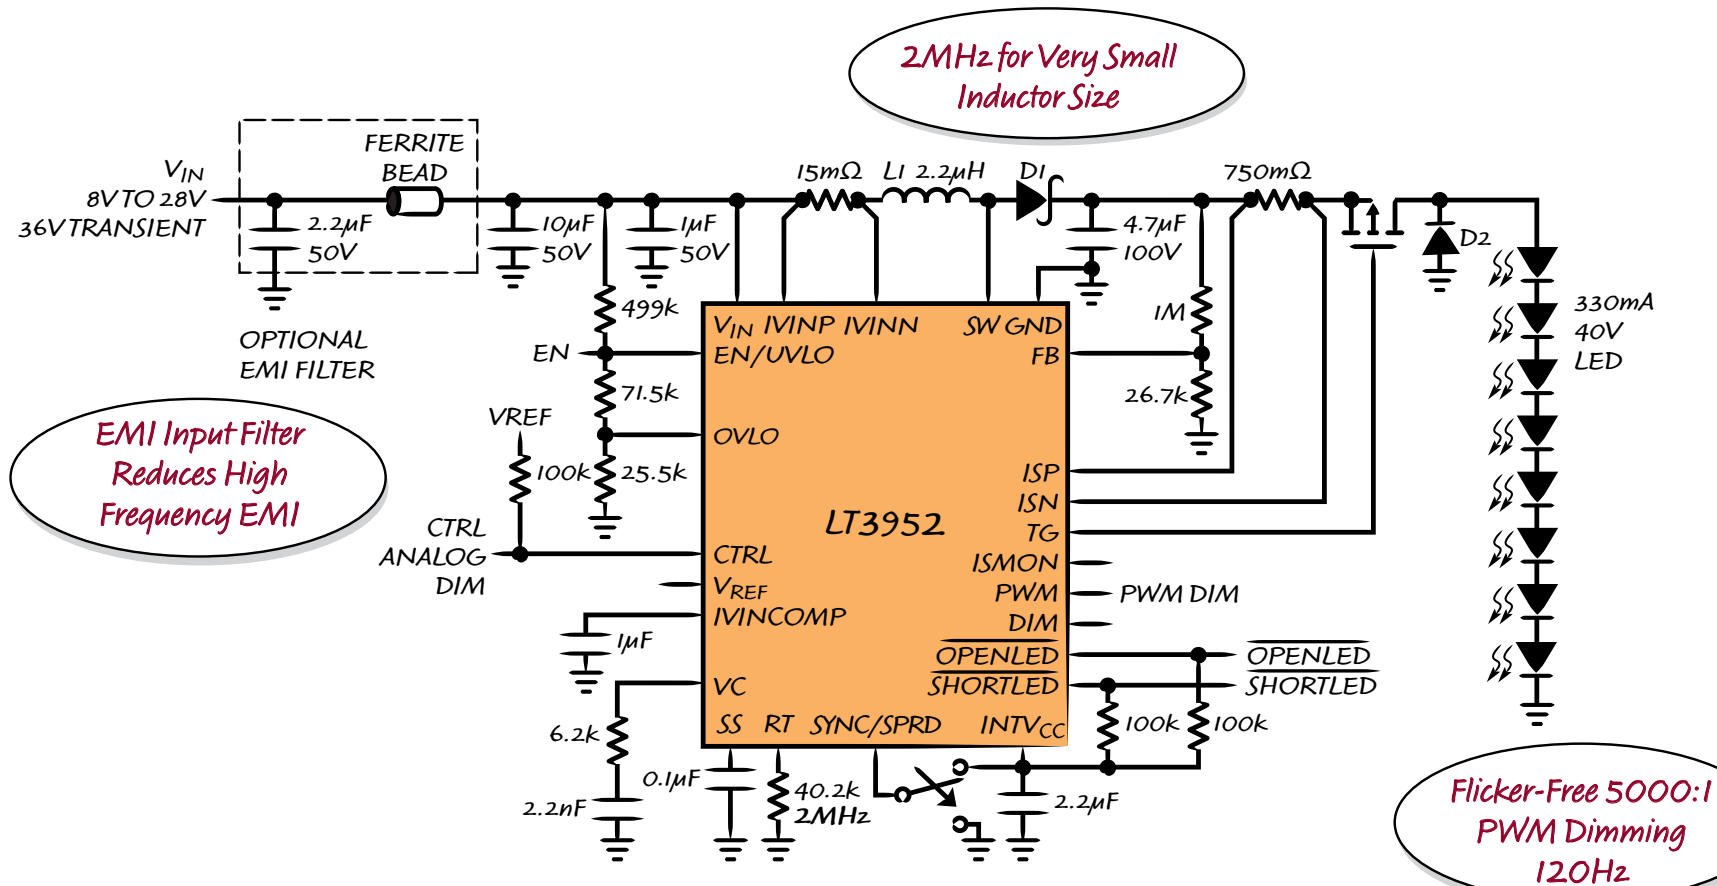 2MHz for Very Small
Inductor Size
FERRITE
BEAD
VIN
8V TO 28V
36V TRANSIENT
2.2µF
50V
10µF
50V
1µF
50V
15mΩ
L1 2.2µH
D1
4.7µF
100V
750mΩ
D2
OPTIONAL
EMI FILTER
499k
EN
71.5k
25.5k
1M
26.7k
330mA
40V
LED
EMI Input Filter
Reduces High
Frequency EMI
VREF
100k
CTRL
ANALOG
DIM
VIN IVINP IVINN SW GND
EN/UVLO
FB
OVLO
ISP
ISN
LT3952
TG
CTRL
ISMON
VREF
PWM
PWM DIM
IVINCOMP
DIM
OPENLED
OPENLED
VC
SHORTLED
SHORTLED
SS RT SYNC/SPRD INTVCC
1µF
6.2k
2.2nF
0.1µF
40.2k
2MHz
2.2µF
100k
100k
Flicker-Free 5000:1
PWM Dimming
120Hz